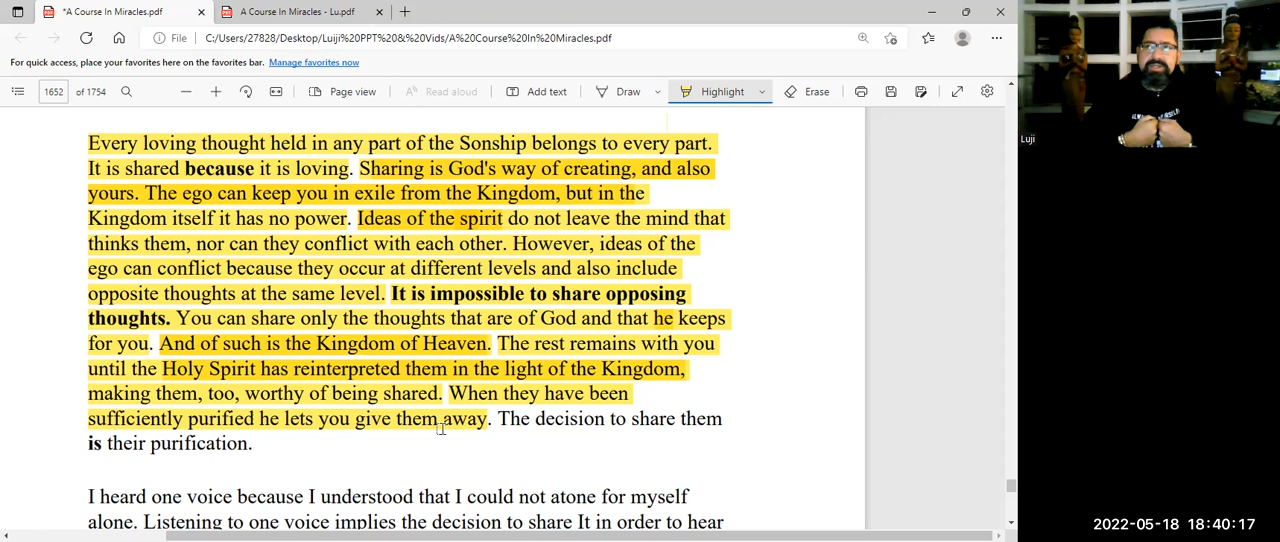 *A Course In Miracles.pdf
A Course In Miracles - Lu.pdf
File
C:/Users/27828/Desktop/Luiji%20PPT%20&%20Vids/A%20Course%20In%20Miracles.pdf
For quick access, place your favorites here on the favorites bar. Manage favorites now
1652 of 1754
Page view
Read aloud
Add text
Draw
Highlight
Erase
Every loving thought held in any part of the Sonship belongs to every part.
It is shared because it is loving. Sharing is God's way of creating, and also
yours. The ego can keep you in exile from the Kingdom, but in the
Kingdom itself it has no power. Ideas of the spirit do not leave the mind that
thinks them, nor can they conflict with each other. However, ideas of the
ego can conflict because they occur at different levels and also include
opposite thoughts at the same level. It is impossible to share opposing
thoughts. You can share only the thoughts that are of God and that he keeps
for you. And of such is the Kingdom of Heaven. The rest remains with you
until the Holy Spirit has reinterpreted them in the light of the Kingdom,
making them, too, worthy of being shared. When they have been
sufficiently purified he lets you give them away. The decision to share them
is their purification.
I heard one voice because I understood that I could not atone for myself
alone. Listening to one voice implies the decision to share It in order to hear
Luji
2022-05-18 18:40:17